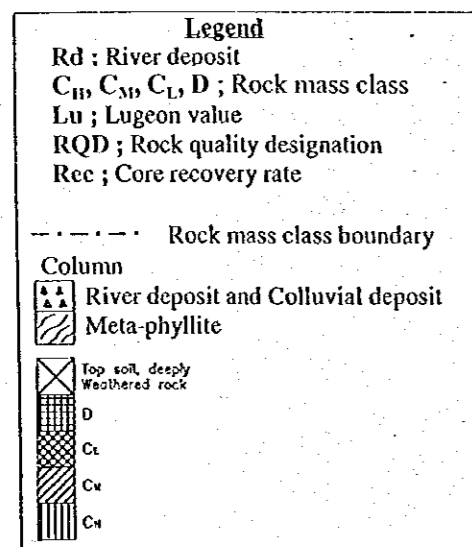 Legend
Rd ; River deposit
C_H, C_M, C_L, D ; Rock mass class
Lu ; Lugeon value
RQD ; Rock quality designation
Rec ; Core recovery rate
Rock mass class boundary
Column
River deposit and Colluvial deposit
Meta-phyllite
Top soil, deeply
Weathered rock
D
C_L
C_M
C_H